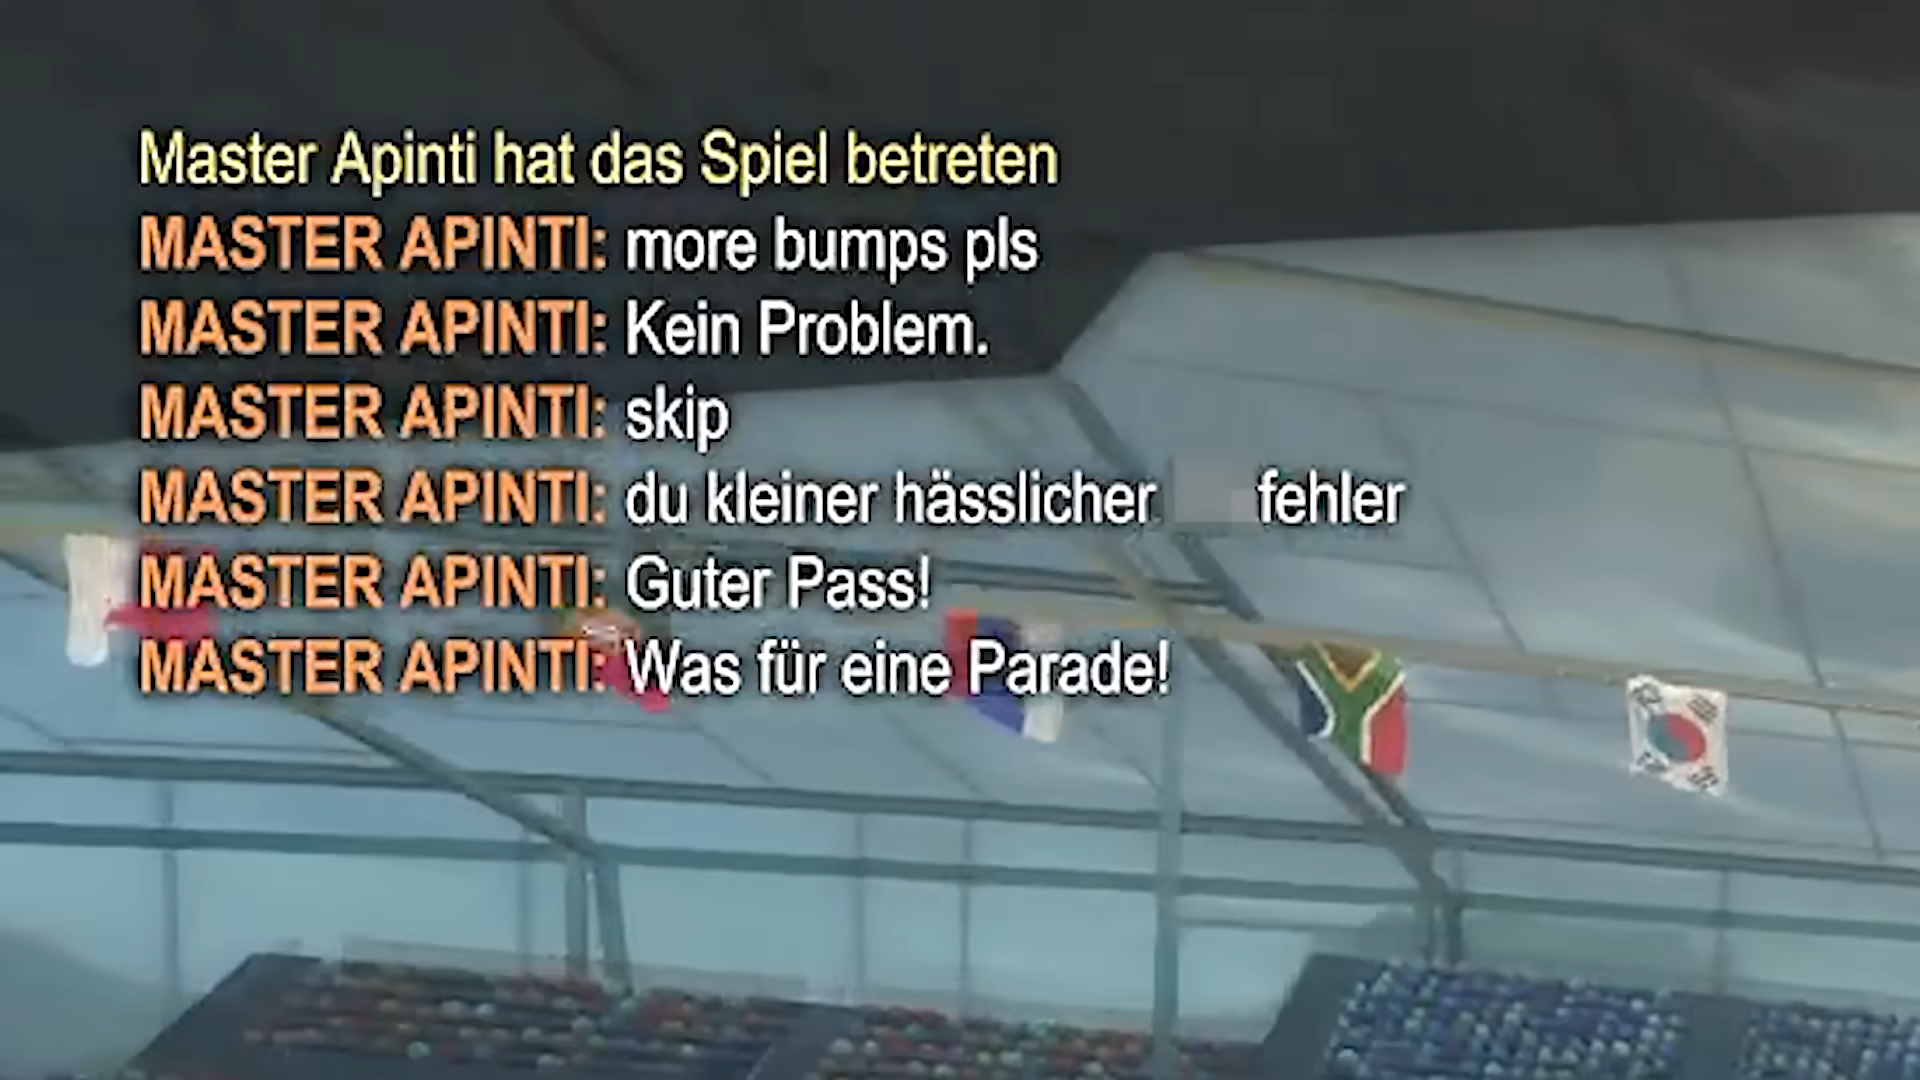 Master Apinti hat das Spiel betreten
MASTER APINTI: more bumps pls
MASTER APINTI: Kein Problem.
MASTER APINTI: skip
MASTER APINTI: du kleiner hässlicher fehler
MASTER APINTI: Guter Pass!
MASTER APINTI: Was für eine Parade!